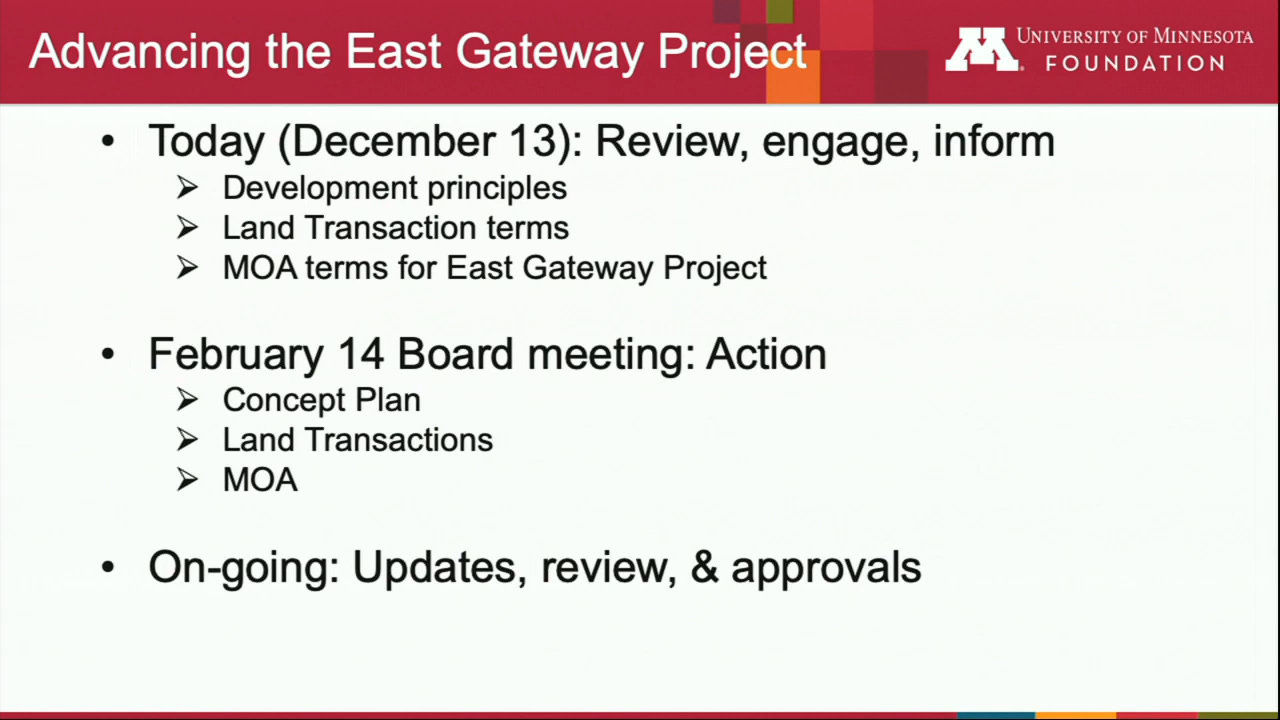 Advancing the East Gateway Project
UNIVERSITY OF MINNESOTA
FOUNDATION
• Today (December 13): Review, engage, inform
➢ Development principles
➢ Land Transaction terms
➢ MOA terms for East Gateway Project
• February 14 Board meeting: Action
➢ Concept Plan
➢ Land Transactions
➢ MOA
• On-going: Updates, review, & approvals